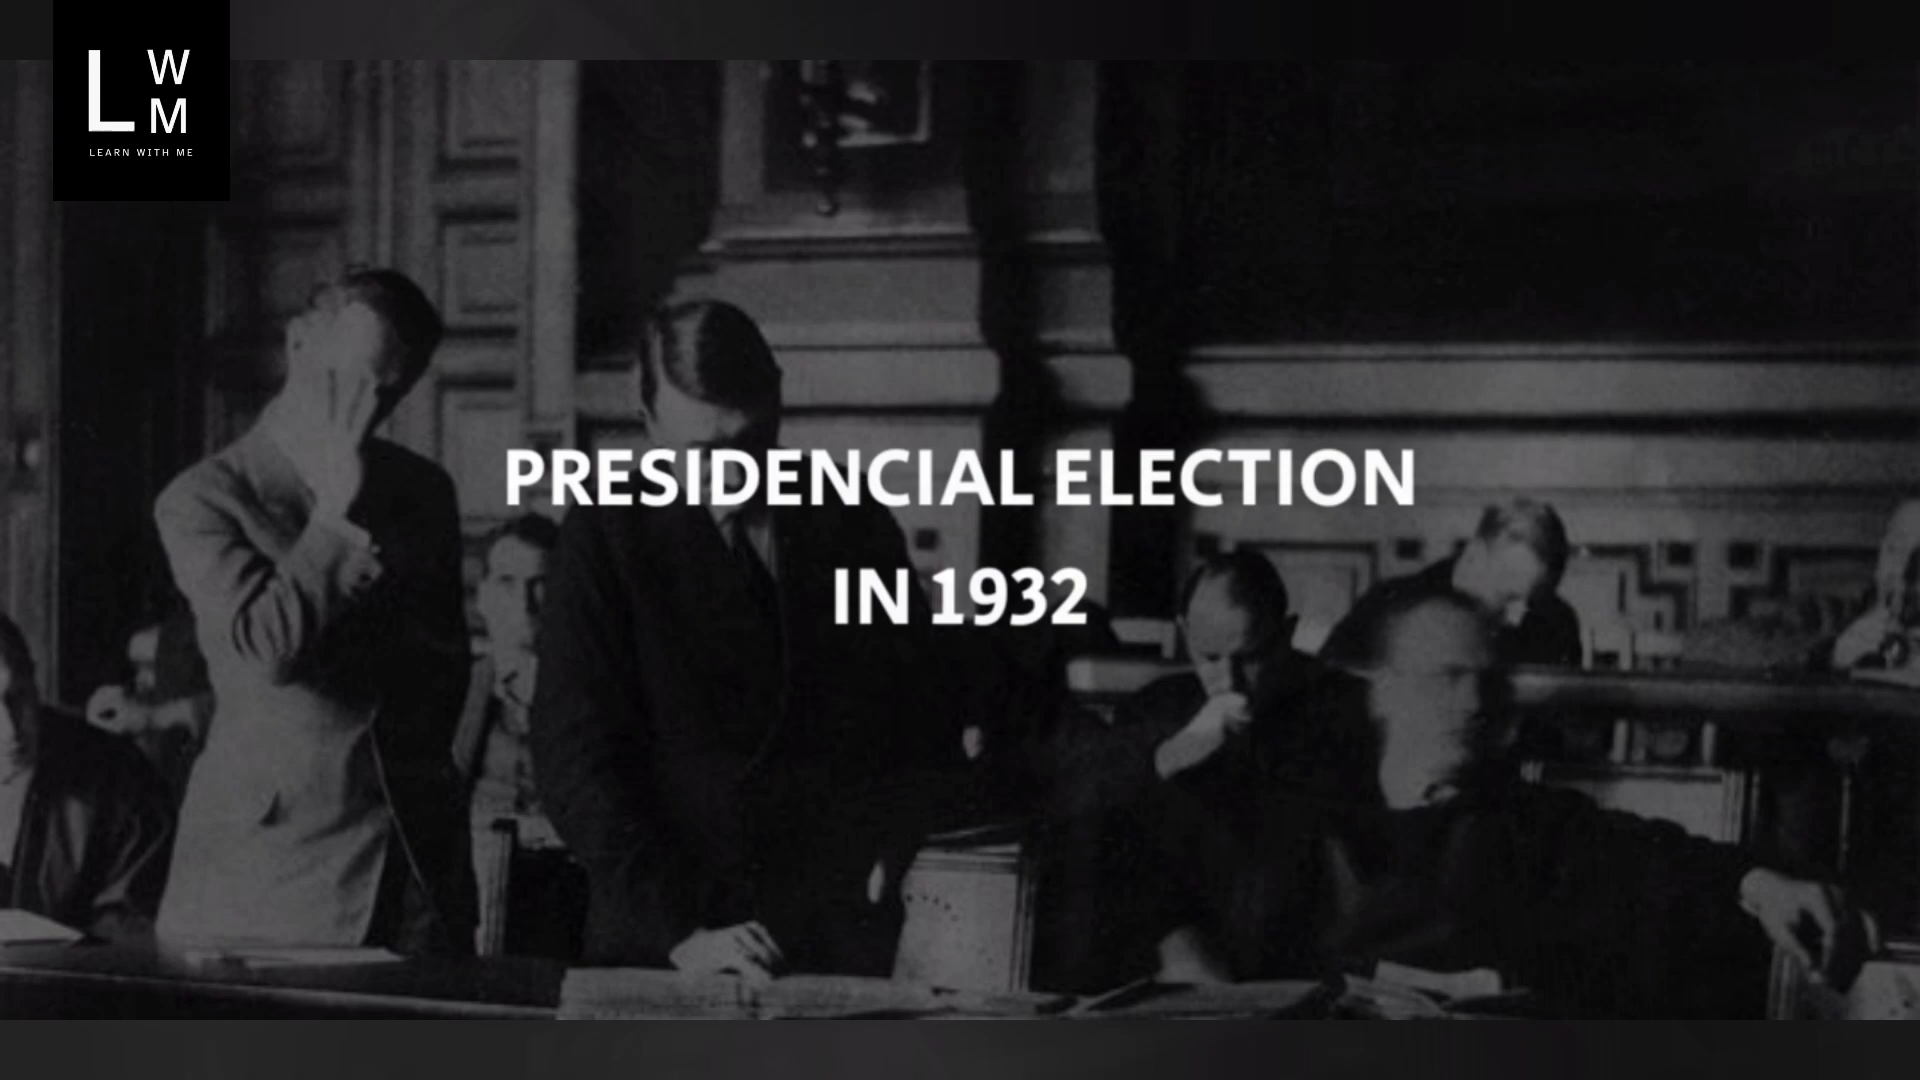 L W
M
LEARN WITH ME
PRESIDENCIAL ELECTION
IN 1932